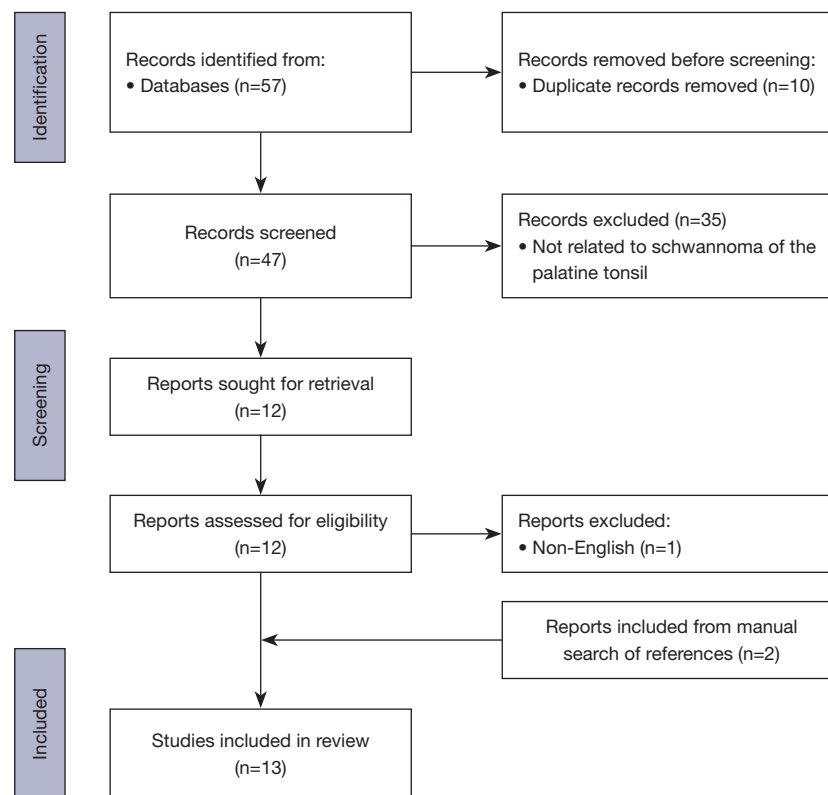 Identification
Records identified from:
• Databases (n=57)
Records removed before screening:
• Duplicate records removed (n=10)
Records screened
(n=47)
Records excluded (n=35)
• Not related to schwannoma of the
palatine tonsil
Screening
Reports sought for retrieval
(n=12)
Reports assessed for eligibility
(n=12)
Reports excluded:
• Non-English (n=1)
Reports included from manual
search of references (n=2)
Included
Studies included in review
(n=13)